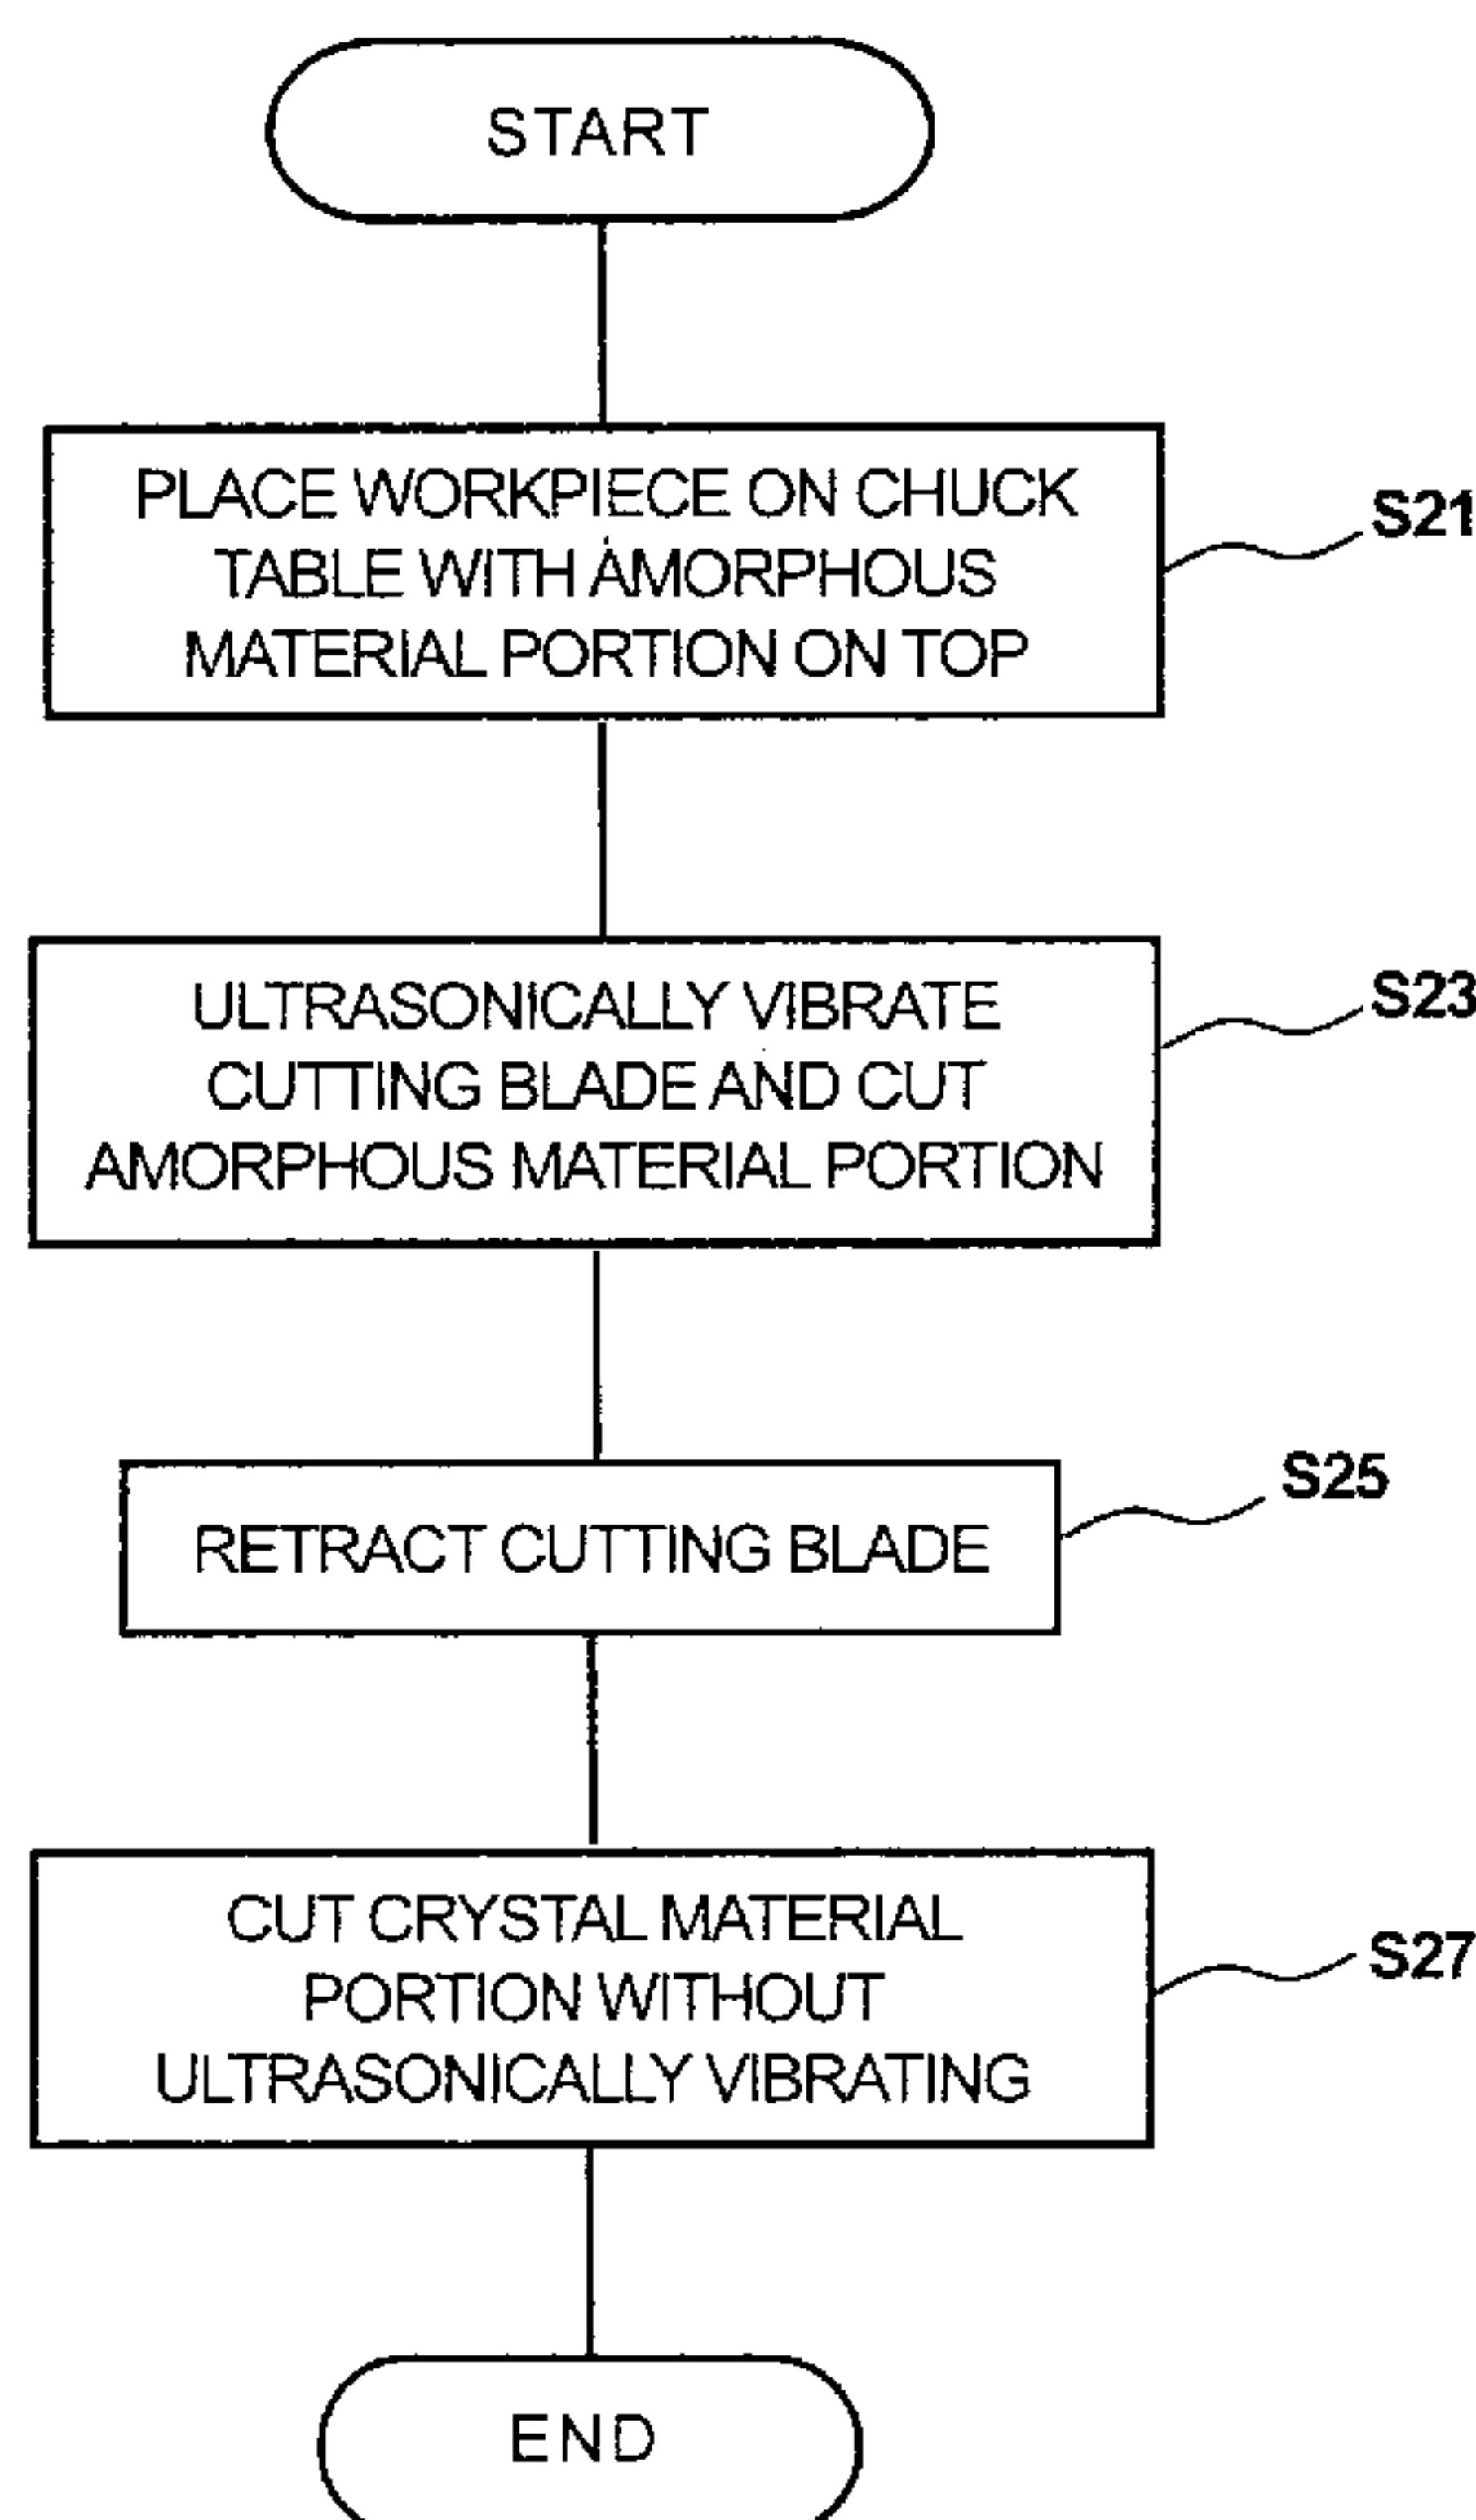 START
PLACE WORKPIECE ON CHUCK
TABLE WITH AMORPHOUS
MATERIAL PORTION ON TOP
S21
ULTRASONICALLY VIBRATE
CUTTING BLADE AND CUT
AMORPHOUS MATERIAL PORTION
S23
RETRACT CUTTING BLADE
S25
CUT CRYSTAL MATERIAL
PORTION WITHOUT
ULTRASONICALLY VIBRATING
S27
END